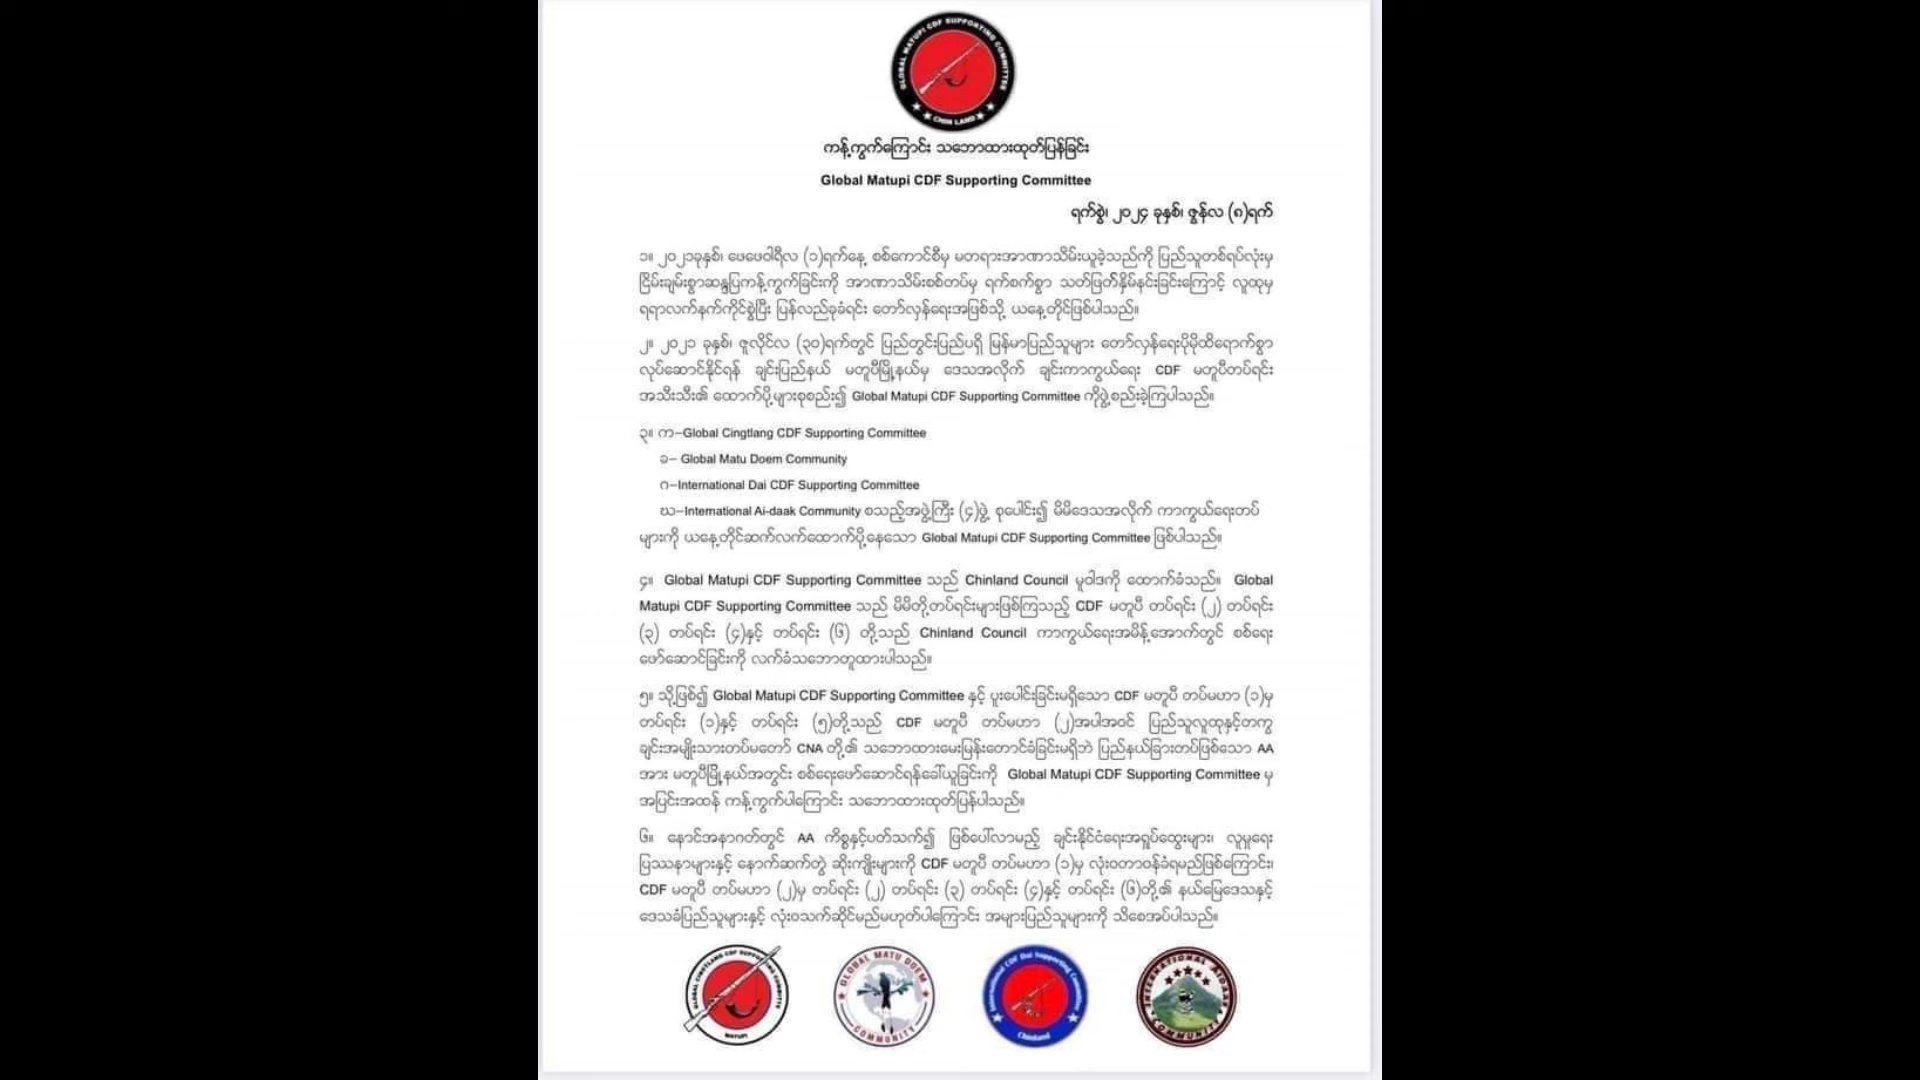 GLOBAL MATUPI CDF SUPPORTING COMMITTEE
CHIN LAND
ကန့်ကွက်ကြောင်း သဘောထားထုတ်ပြန်ခြင်း
Global Matupi CDF Supporting Committee
ရက်စွဲ၊ ၂၀၂၄ ခုနှစ်၊ ဇွန်လ (၈)ရက်
၁။ ၂၀၂၁ခုနှစ်၊ ဖေဖေဝါရီလ (၁)ရက်နေ့ စစ်ကောင်စီမှ မတရားအာဏာသိမ်းယူခဲ့သည်ကို ပြည်သူတစ်ရပ်လုံးမှ
ငြိမ်းချမ်းစွာဆန္ဒပြကန့်ကွက်ခြင်းကို အာဏာသိမ်းစစ်တပ်မှ ရက်စက်စွာ သတ်ဖြတ်နှိမ်နင်းခြင်းကြောင့် လူထုမှ
ရရာလက်နက်ကိုင်စွဲပြီး ပြန်လည်ခုခံရင်း တော်လှန်ရေးအဖြစ်သို့ ယနေ့တိုင်ဖြစ်ပါသည်။
၂။ ၂၀၂၁ ခုနှစ်၊ ဇူလိုင်လ (၃၀)ရက်တွင် ပြည်တွင်းပြည်ပရှိ မြန်မာပြည်သူများ တော်လှန်ရေးပိုမိုထိရောက်စွာ
လုပ်ဆောင်နိုင်ရန် ချင်းပြည်နယ် မတူပီမြို့နယ်မှ ဒေသအလိုက် ချင်းကာကွယ်ရေး CDF မတူပီတပ်ရင်း
အသီးသီး၏ ထောက်ပို့များစုစည်း၍ Global Matupi CDF Supporting Committee ကိုဖွဲ့စည်းခဲ့ကြပါသည်။
၃။ က–Global Cingtlang CDF Supporting Committee
ခ– Global Matu Doem Community
ဂ–International Dai CDF Supporting Committee
ဃ–International Ai-daak Community စသည့်အဖွဲ့ကြီး (၄)ဖွဲ့ စုပေါင်း၍ မိမိဒေသအလိုက် ကာကွယ်ရေးတပ်
များကို ယနေ့တိုင်ဆက်လက်ထောက်ပို့နေသော Global Matupi CDF Supporting Committee ဖြစ်ပါသည်။
၄။ Global Matupi CDF Supporting Committee သည် Chinland Council မူဝါဒကို ထောက်ခံသည်။ Global
Matupi CDF Supporting Committee သည် မိမိတို့တပ်ရင်းများဖြစ်ကြသည့် CDF မတူပီ တပ်ရင်း (၂) တပ်ရင်း
(၃) တပ်ရင်း (၄)နှင့် တပ်ရင်း (၆) တို့သည် Chinland Council ကာကွယ်ရေးအမိန့်အောက်တွင် စစ်ရေး
ဖော်ဆောင်ခြင်းကို လက်ခံသဘောတူထားပါသည်။
၅။ သို့ဖြစ်၍ Global Matupi CDF Supporting Committee နှင့် ပူးပေါင်းခြင်းမရှိသော CDF မတူပီ တပ်မဟာ (၁)မှ
တပ်ရင်း (၁)နှင့် တပ်ရင်း (၅)တို့သည် CDF မတူပီ တပ်မဟာ (၂)အပါအဝင် ပြည်သူလူထုနှင့်တကွ
ချင်းအမျိုးသားတပ်မတော် CNA တို့၏ သဘောထားမေးမြန်းတောင်ခံခြင်းမရှိဘဲ ပြည်နယ်ခြားတပ်ဖြစ်သော AA
အား မတူပီမြို့နယ်အတွင်း စစ်ရေးဖော်ဆောင်ရန်ခေါ်ယူခြင်းကို Global Matupi CDF Supporting Committee မှ
အပြင်းအထန် ကန့်ကွက်ပါကြောင်း သဘောထားထုတ်ပြန်ပါသည်။
၆။ နောင်အနာဂတ်တွင် AA ကိစ္စနှင့်ပတ်သက်၍ ဖြစ်ပေါ်လာမည့် ချင်းနိုင်ငံရေးအရှုပ်ထွေးများ၊ လူမှုရေး
ပြဿနာများနှင့် နောက်ဆက်တွဲ ဆိုးကျိုးများကို CDF မတူပီ တပ်မဟာ (၁)မှ လုံးဝတာဝန်ခံရမည်ဖြစ်ကြောင်း၊
CDF မတူပီ တပ်မဟာ (၂)မှ တပ်ရင်း (၂) တပ်ရင်း (၃) တပ်ရင်း (၄)နှင့် တပ်ရင်း (၆)တို့၏ နယ်မြေဒေသနှင့်
ဒေသခံပြည်သူများနှင့် လုံးဝသက်ဆိုင်မည်မဟုတ်ပါကြောင်း အများပြည်သူများကို သိစေအပ်ပါသည်။
GLOBAL CINGTLANG CDF SUPPORTING COMMITTEE
MATUPI
GLOBAL MATU DOEM
COMMUNITY
International CDF Dai Supporting Committee
Chinland
INTERNATIONAL AIDAAK
COMMUNITY